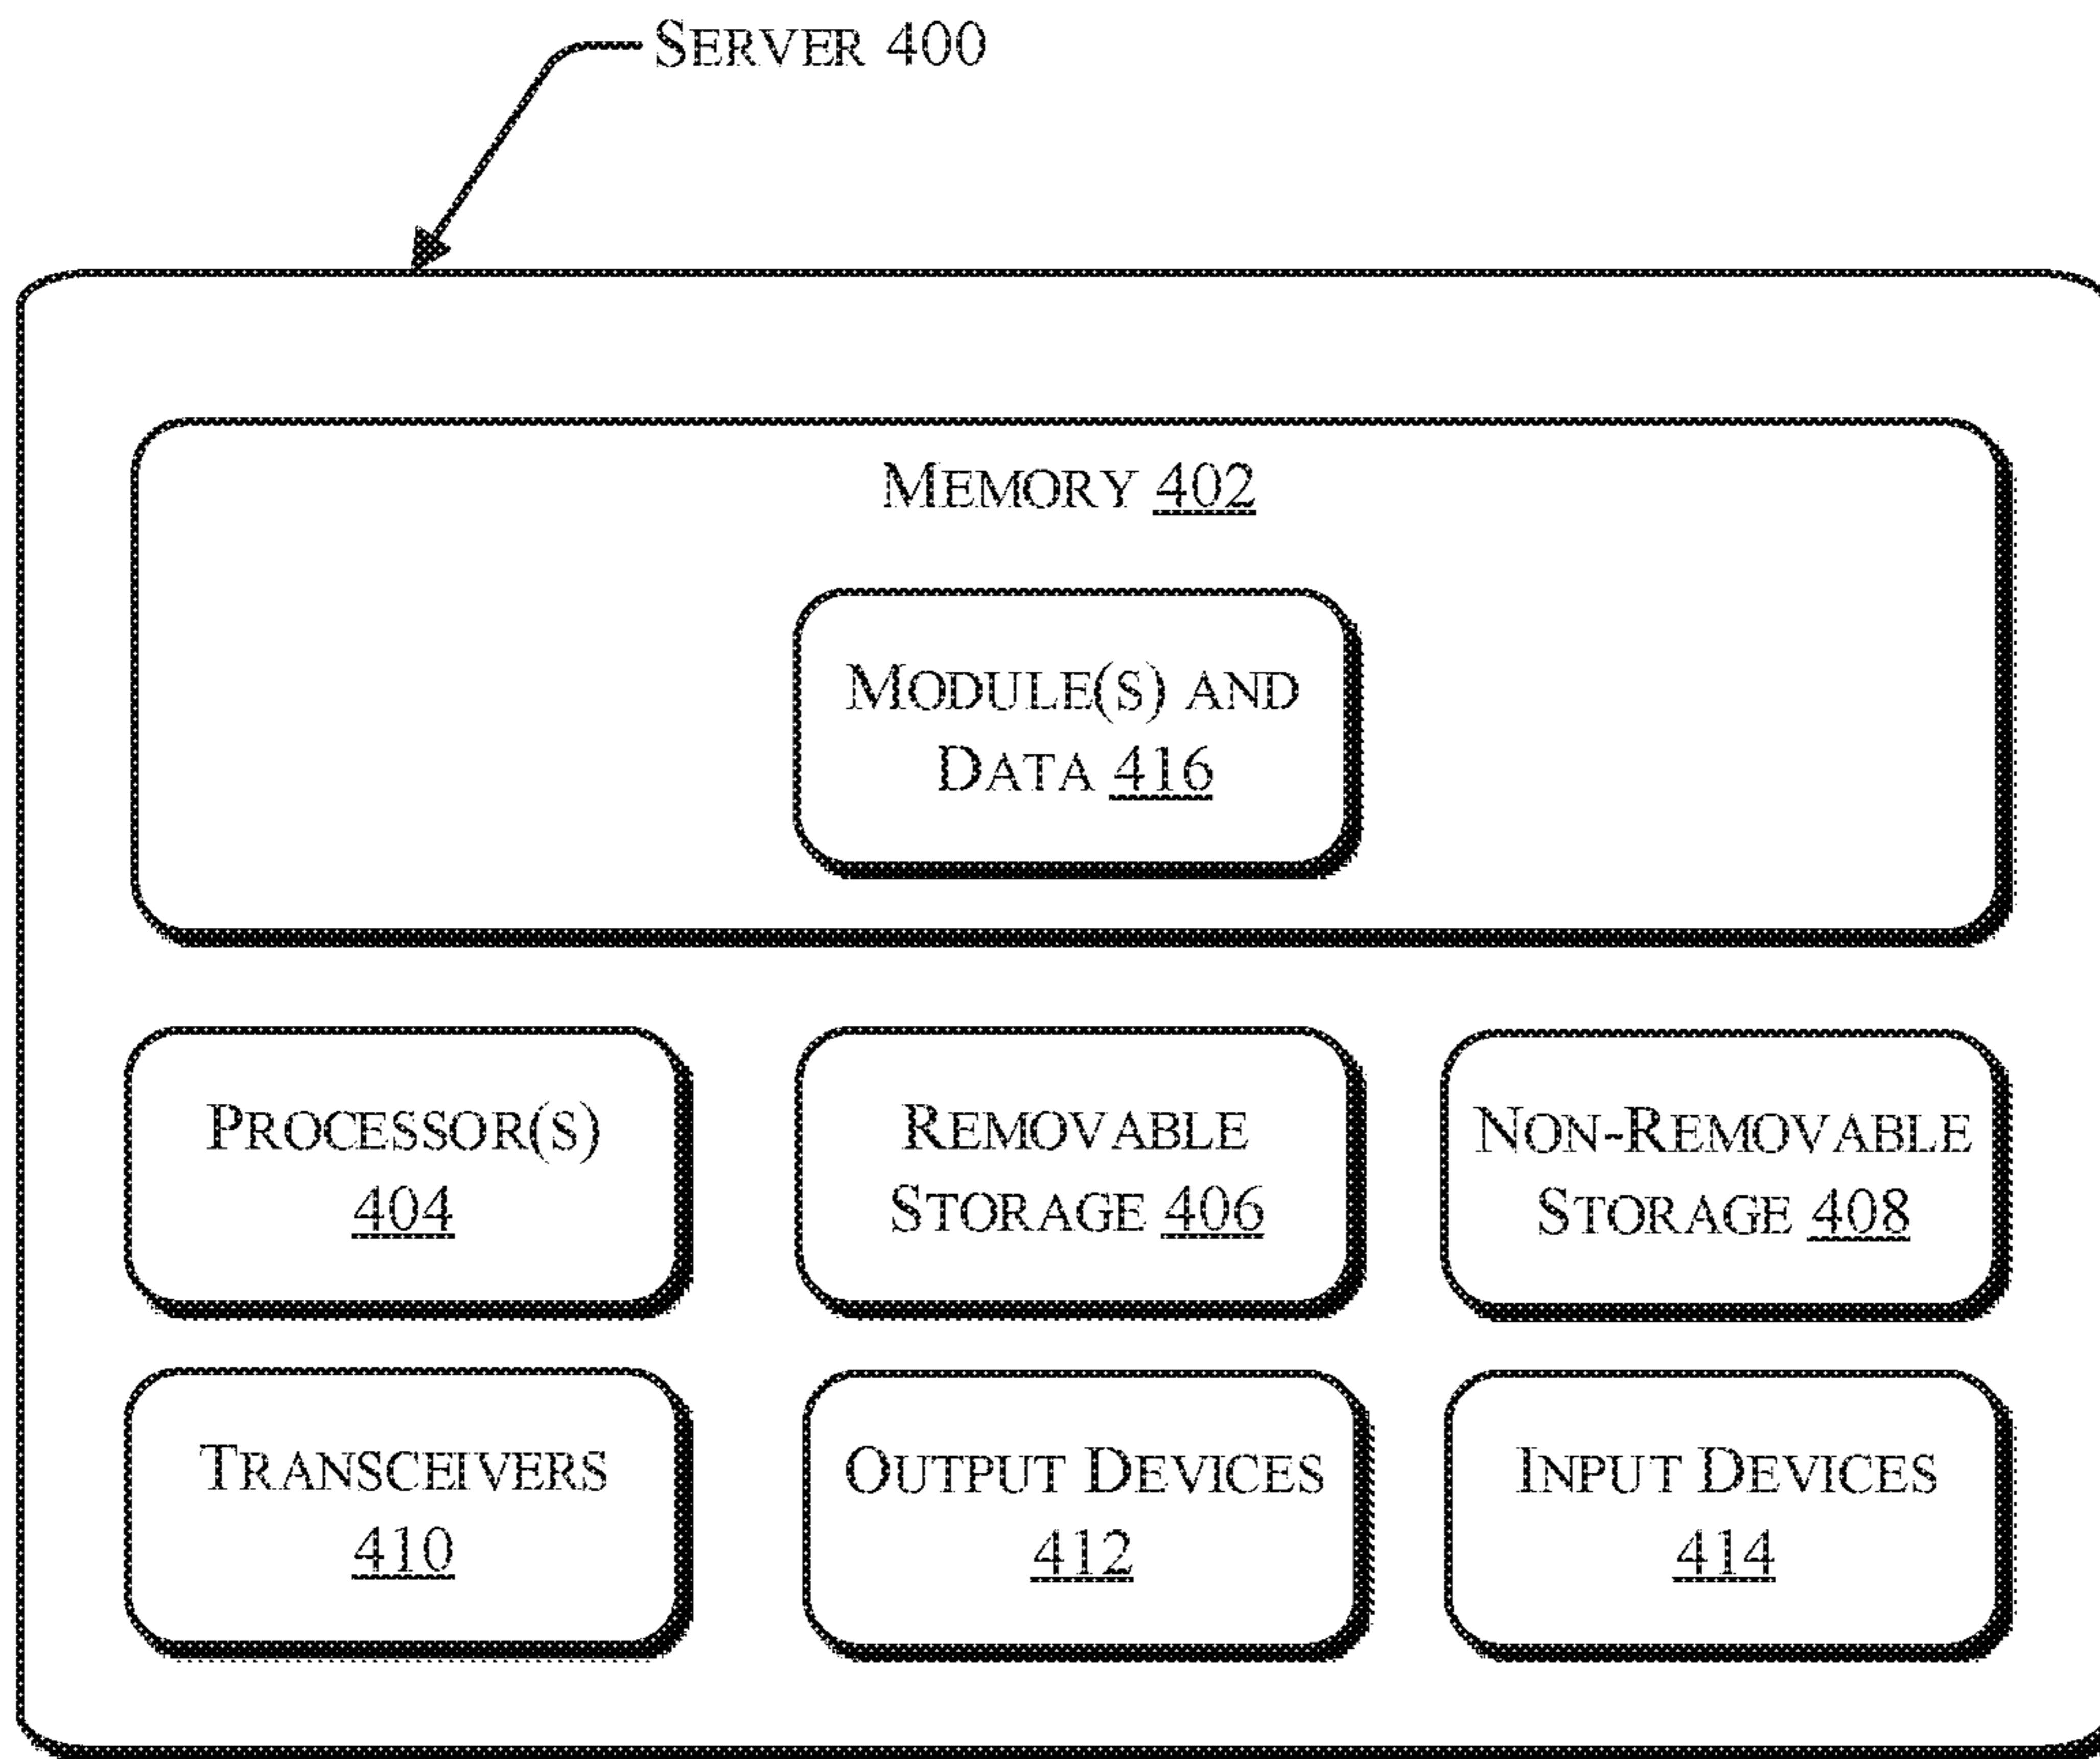 SERVER 400
MEMORY 402
MODULE(S) AND
DATA 416
PROCESSOR(S)
404
REMOVABLE
STORAGE 406
NON-REMOVABLE
STORAGE 408
TRANSCEIVERS
410
OUTPUT DEVICES
412
INPUT DEVICES
414